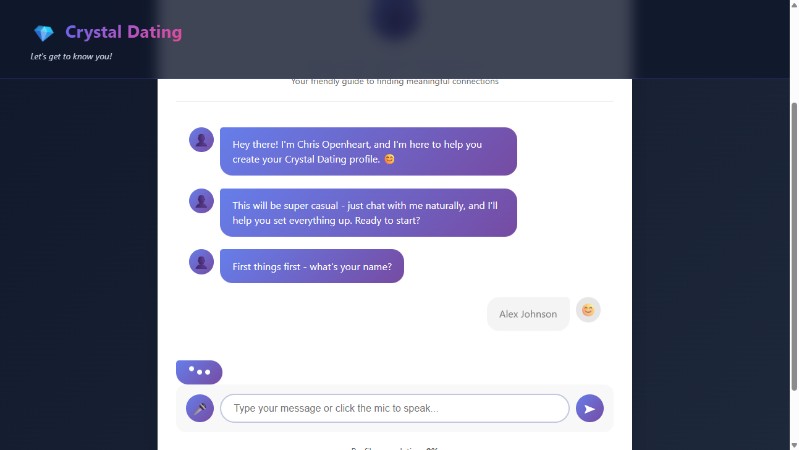 Crystal Dating
Let's get to know you!
Your friendly guide to finding meaningful connections
Hey there! I'm Chris Openheart, and I'm here to help you
create your Crystal Dating profile. 😊
This will be super casual - just chat with me naturally, and I'll
help you set everything up. Ready to start?
First things first - what's your name?
Alex Johnson
Type your message or click the mic to speak...